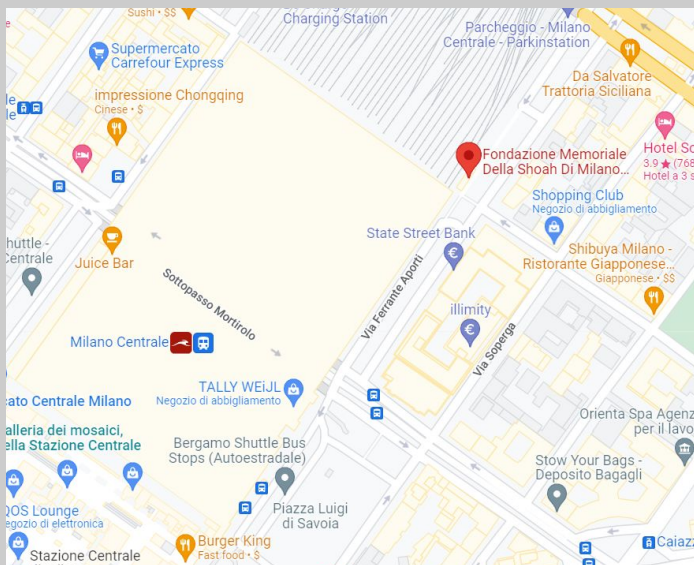 Sushi • $$
Charging Station
Parcheggio - Milano
Centrale - Parkinstation
Supermercato
Carrefour Express
Da Salvatore
Trattoria Siciliana
impressione Chongqing
Cinese • $
Fondazione Memoriale
Della Shoah Di Milano...
Hotel So
3.9 ★ (768
Hotel a 3 s
Shopping Club
Negozio di abbigliamento
State Street Bank
huttle -
Centrale
Juice Bar
Shibuya Milano -
Ristorante Giapponese...
Giapponese • $$
Via Ferrante Aporti
Sottopasso Mortirolo
illimity
Via Soperga
Milano Centrale
TALLY WEiJL
Negozio di abbigliamento
cato Centrale Milano
alleria dei mosaici,
ella Stazione Centrale
Bergamo Shuttle Bus
Stops (Autoestradale)
Orienta Spa Agenz
per il lavo
Stow Your Bags -
Deposito Bagagli
QOS Lounge
egozio di elettronica
Piazza Luigi
di Savoia
Burger King
Fast food • $
Stazione Centrale
Caiaz